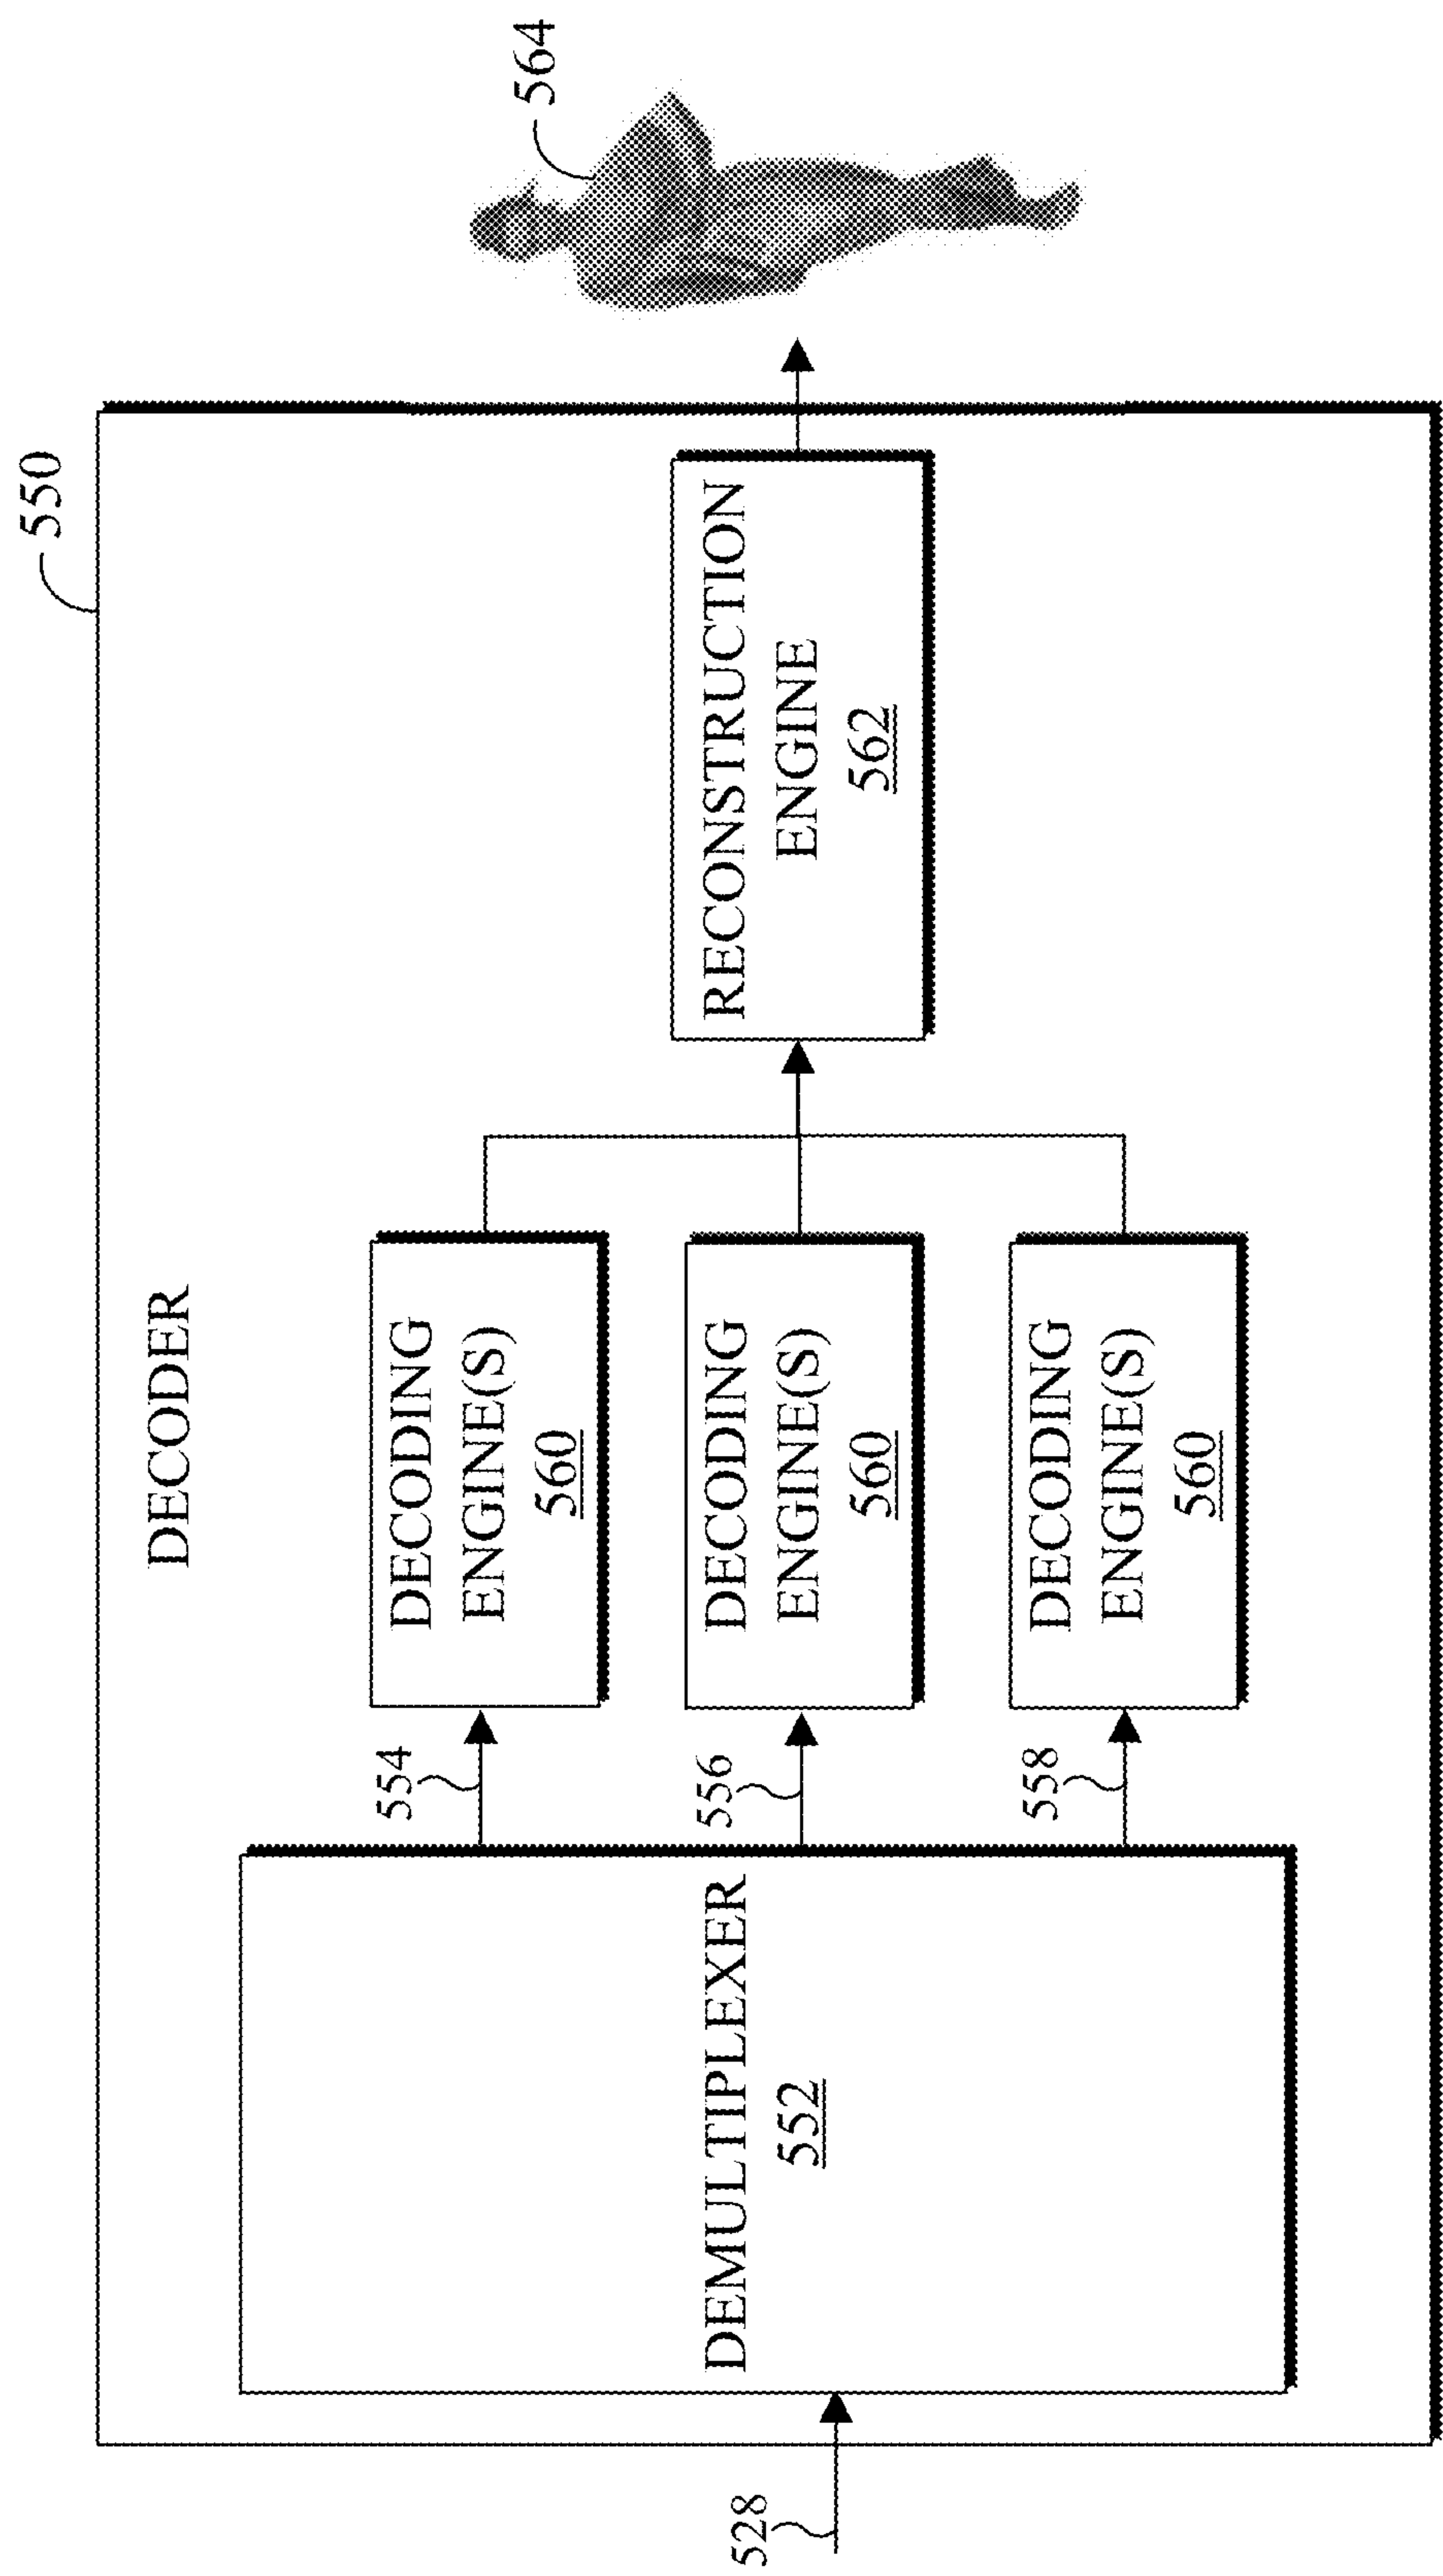 550
564
DECODER
528
DEMULTIPLEXER
552
554
DECODING
ENGINE(S)
560
556
DECODING
ENGINE(S)
560
558
DECODING
ENGINE(S)
560
RECONSTRUCTION
ENGINE
562